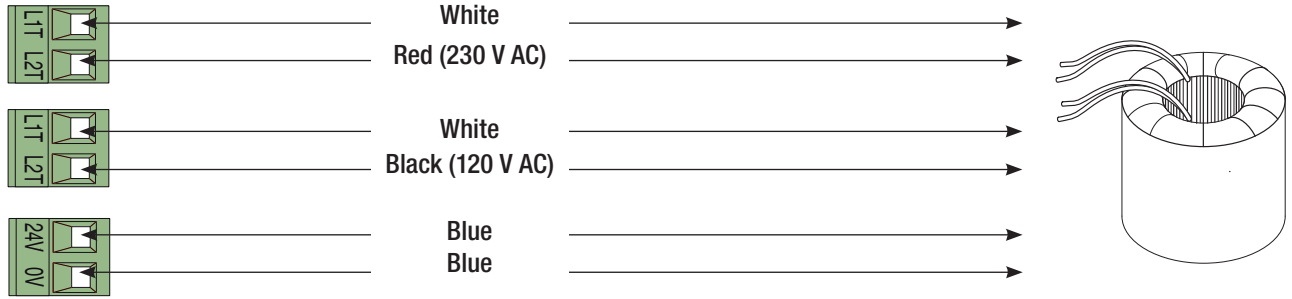 L1T White
L2T Red (230 V AC)
L1T White
L2T Black (120 V AC)
24V Blue
0V Blue